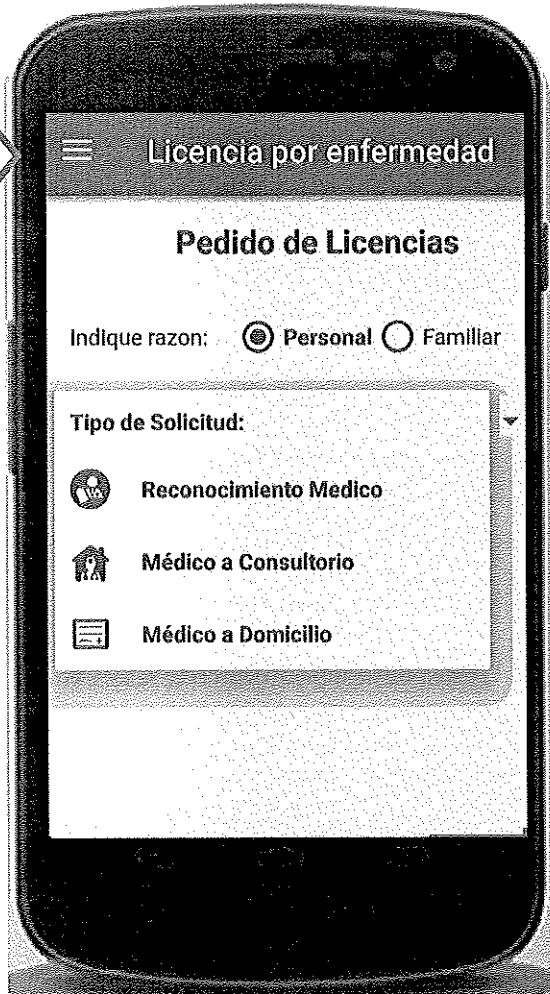 Licencia por enfermedad
Pedido de Licencias
Indique razon: Personal Familiar
Tipo de Solicitud:
Reconocimiento Medico
Médico a Consultorio
Médico a Domicilio